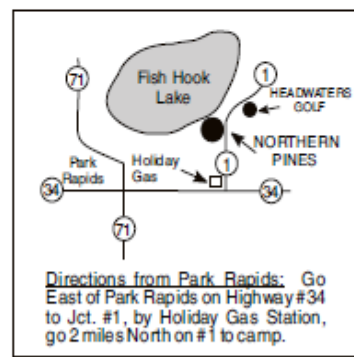 71
1
Fish Hook
Lake
HEADWATERS
GOLF
NORTHERN
PINES
Park
Rapids
Holiday
Gas
1
34
34
71
Directions from Park Rapids: Go
East of Park Rapids on Highway #34
to Jct. #1, by Holiday Gas Station,
go 2 miles North on #1 to camp.